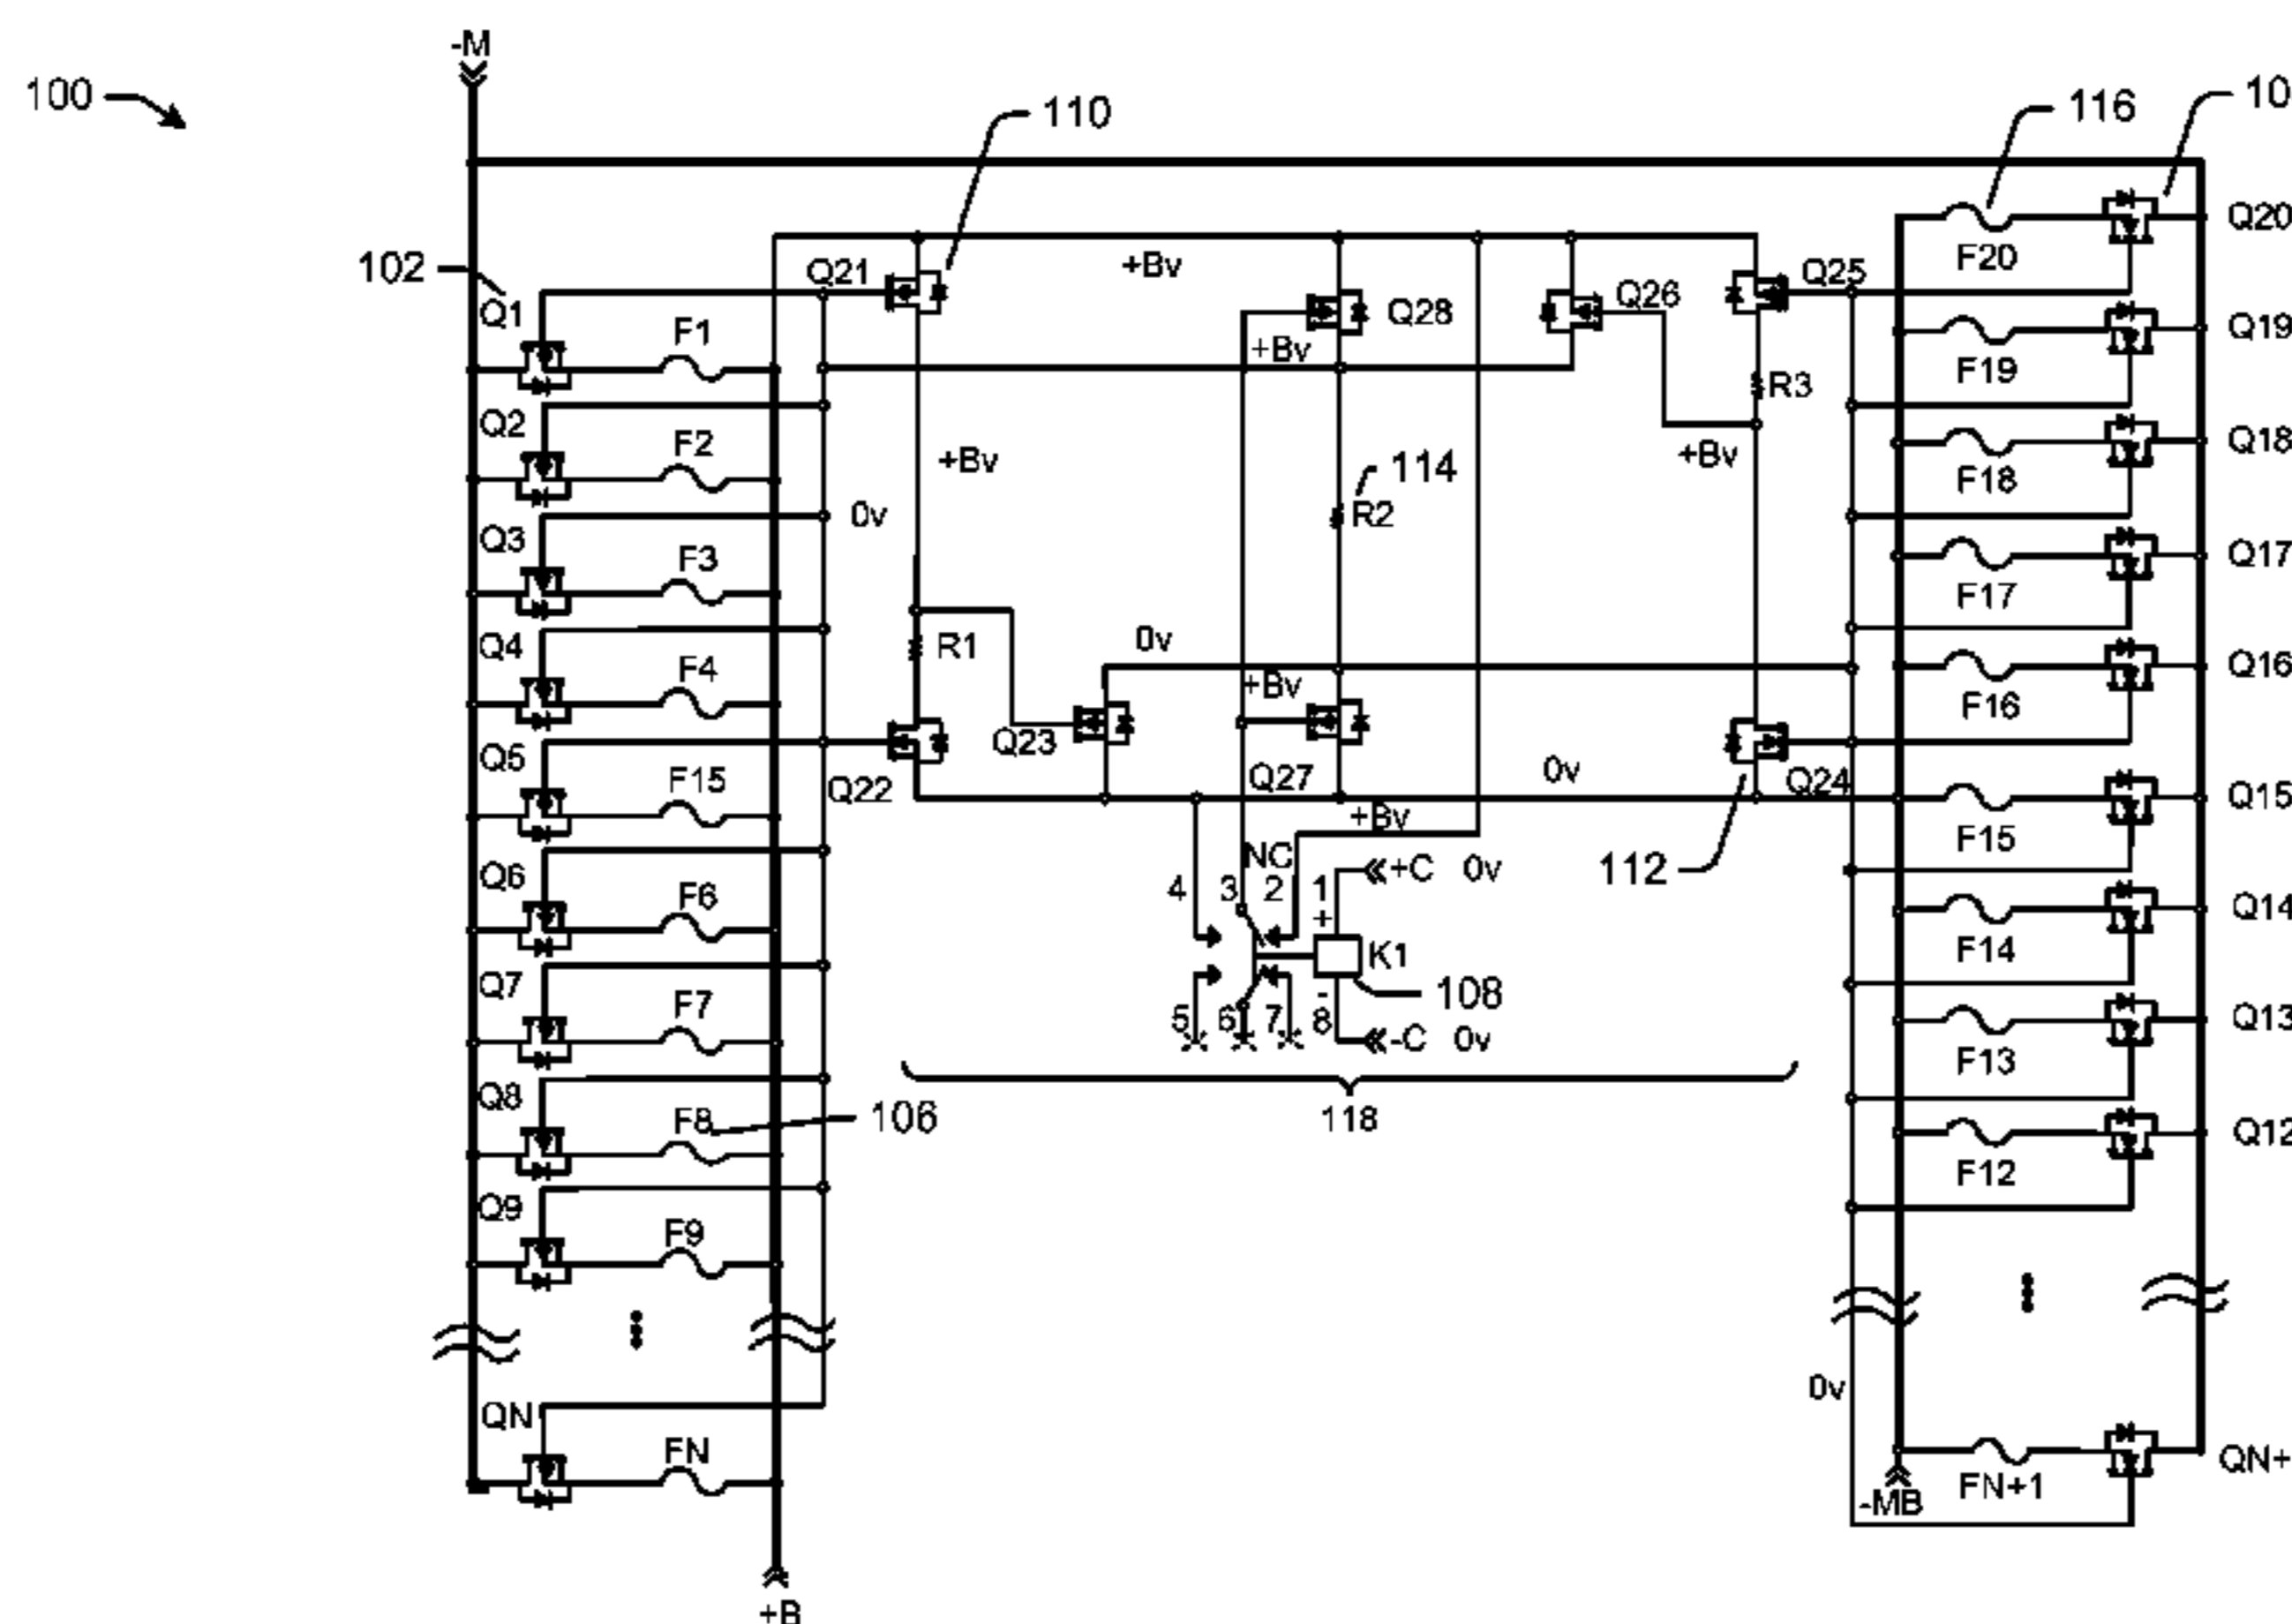 -M
100
110
116
10
Q20
102
Q1
Q21
+Bv
Q28
Q26
Q25
F20
F1
+Bv
Q19
R3
F19
Q2
F2
+Bv
114
+Bv
Q18
F18
0v
R2
Q3
F3
Q17
F17
Q4
F4
R1
0v
Q16
F16
+Bv
Q5
F15
Q22
Q23
Q27
0v
Q24
Q15
F15
+Bv
NC
4 3 2 1
+C 0v
112
Q6
F6
+
Q14
F14
K1
108
Q7
F7
-
5 6 7 8
-C 0v
Q13
F13
Q8
F8
106
118
Q12
F12
Q9
F9
QN
FN
0v
-MB
FN+1
QN+
+B